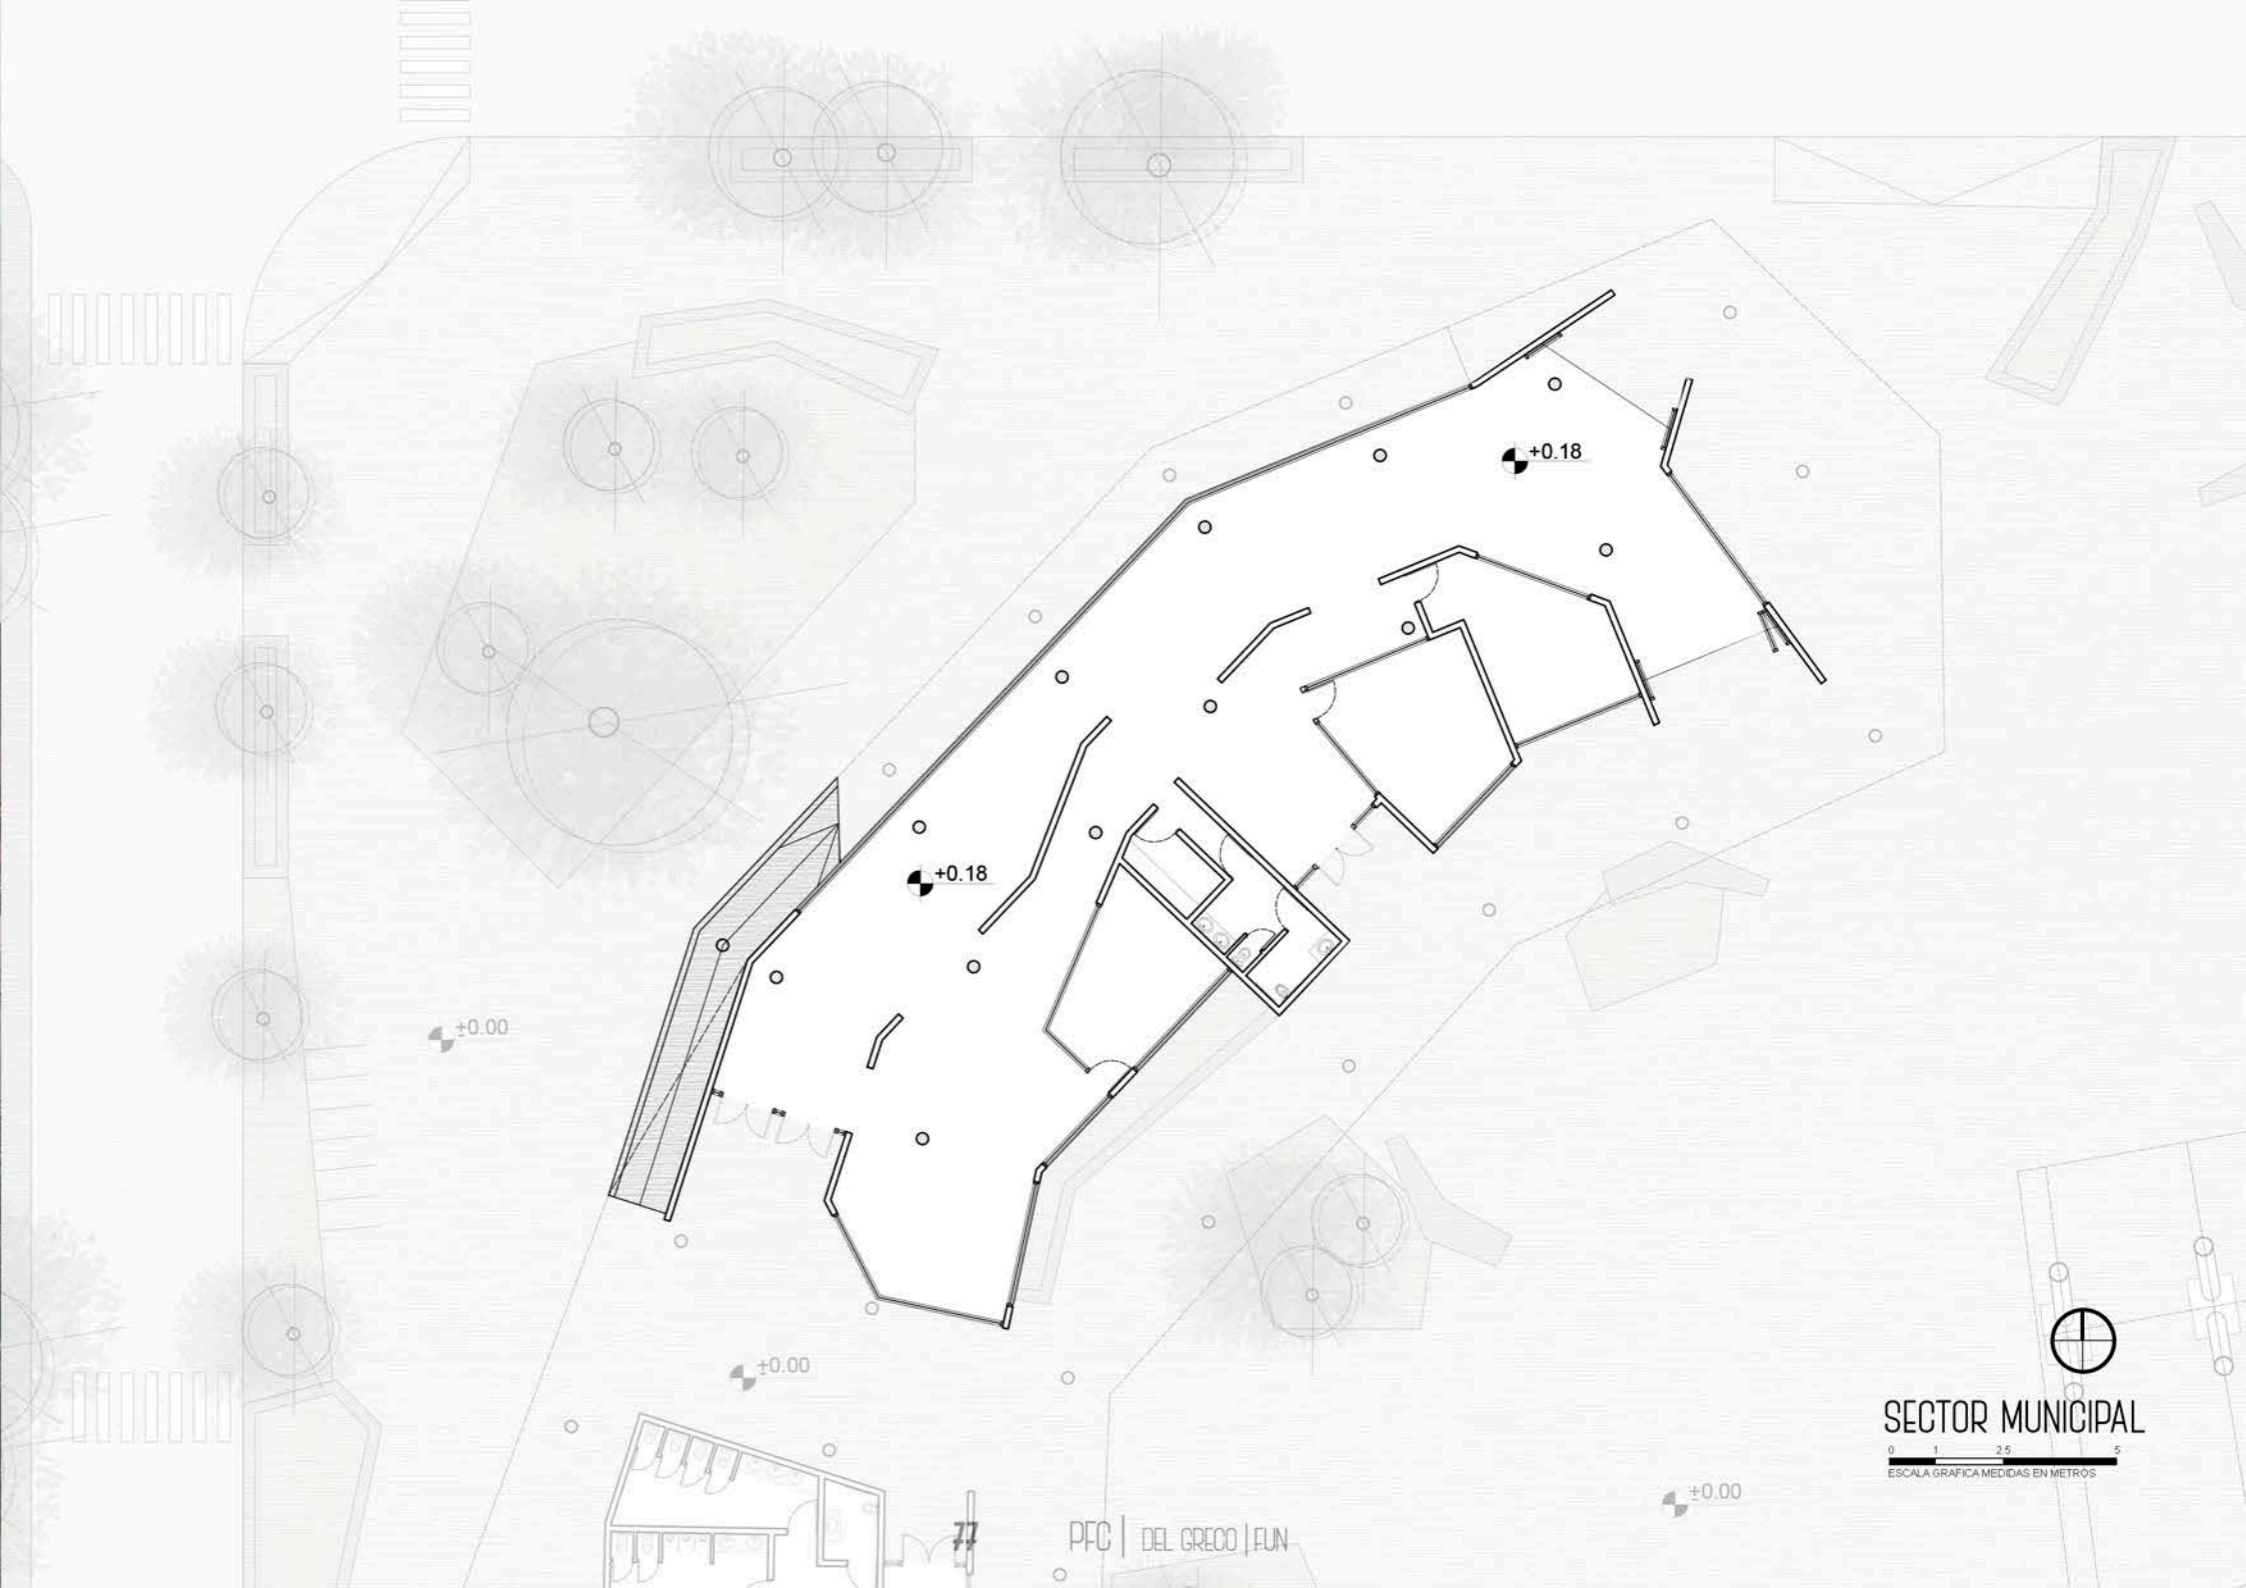 +0.18
+0.18
±0.00
±0.00
SECTOR MUNICIPAL
0 1 2.5 5
ESCALA GRAFICA MEDIDAS EN METROS
±0.00
77 PFC | DEL GRECO | FUN